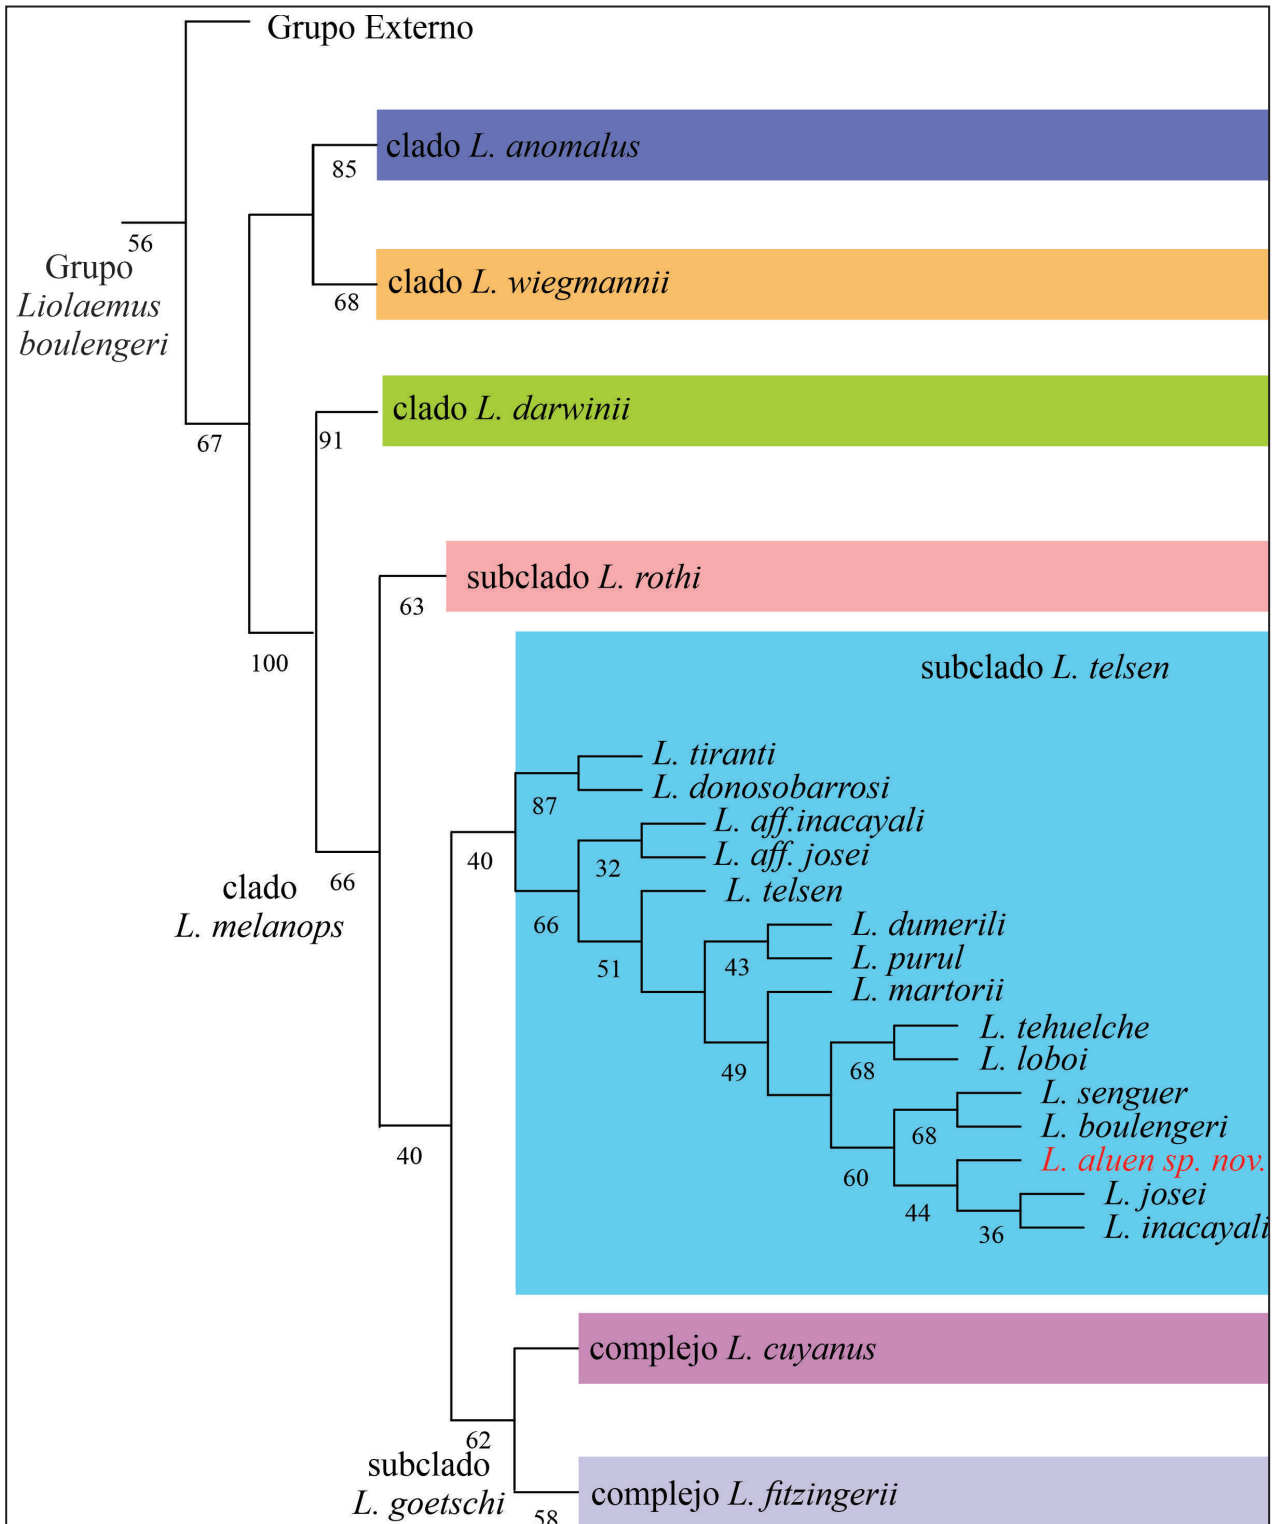 Grupo Externo
clado L. anomalus
85
56
Grupo
Liolaemus
boulengeri
clado L. wiegmannii
68
clado L. darwinii
91
67
subclado L. rothi
63
100
subclado L. telsen
L. tiranti
L. donosobarrosi
87
L. aff.inacayali
L. aff. josei
32
40
clado
L. melanops
66
L. telsen
66
L. dumerili
L. purul
51
43
L. martorii
L. tehuelche
L. loboi
49
68
L. senguer
L. boulengeri
68
40
L. aluen sp. nov.
60
L. josei
44
L. inacayali
36
complejo L. cuyanus
62
subclado
L. goetschi
complejo L. fitzingerii
58